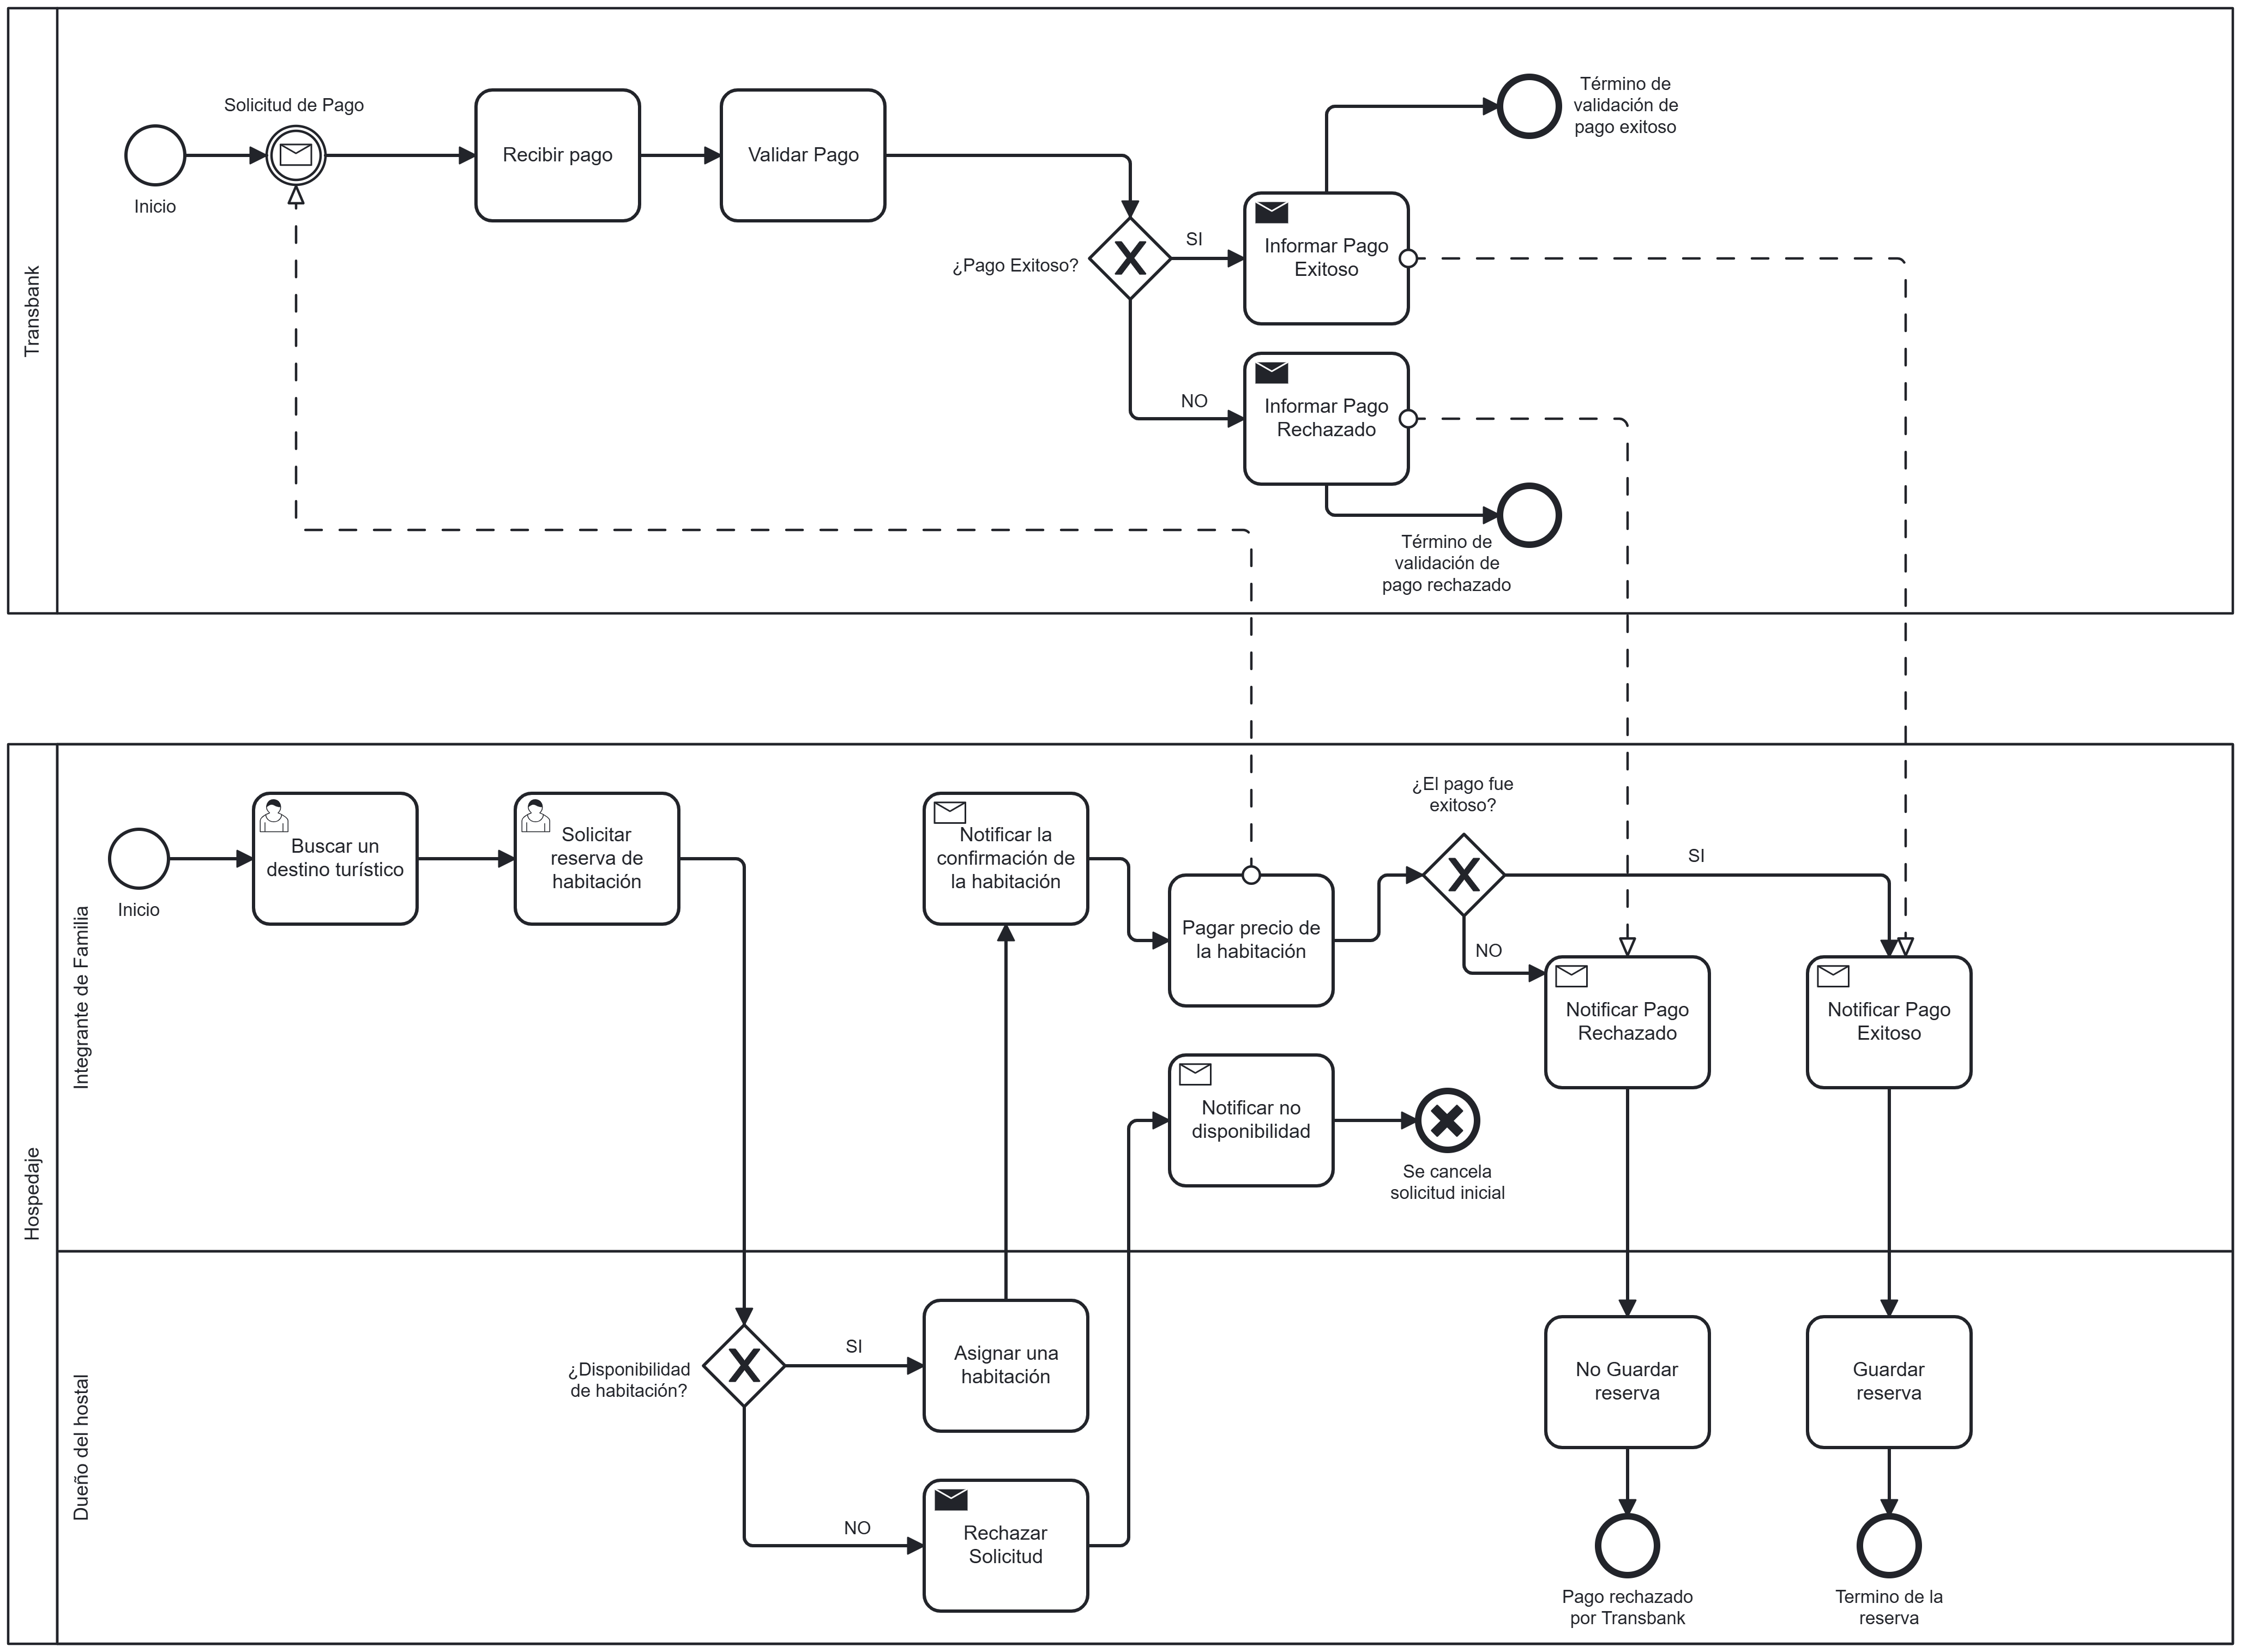 Transbank
Solicitud de Pago
Inicio
Recibir pago
Validar Pago
¿Pago Exitoso?
SI
NO
Informar Pago
Exitoso
Informar Pago
Rechazado
Término de
validación de
pago exitoso
Término de
validación de
pago rechazado
Hospedaje
Integrante de Familia
Inicio
Buscar un
destino turístico
Solicitar
reserva de
habitación
Notificar la
confirmación de
la habitación
Pagar precio de
la habitación
¿El pago fue
exitoso?
SI
NO
Notificar Pago
Rechazado
Notificar Pago
Exitoso
Notificar no
disponibilidad
Se cancela
solicitud inicial
Dueño del hostal
¿Disponibilidad
de habitación?
SI
NO
Asignar una
habitación
Rechazar
Solicitud
No Guardar
reserva
Guardar
reserva
Pago rechazado
por Transbank
Termino de la
reserva